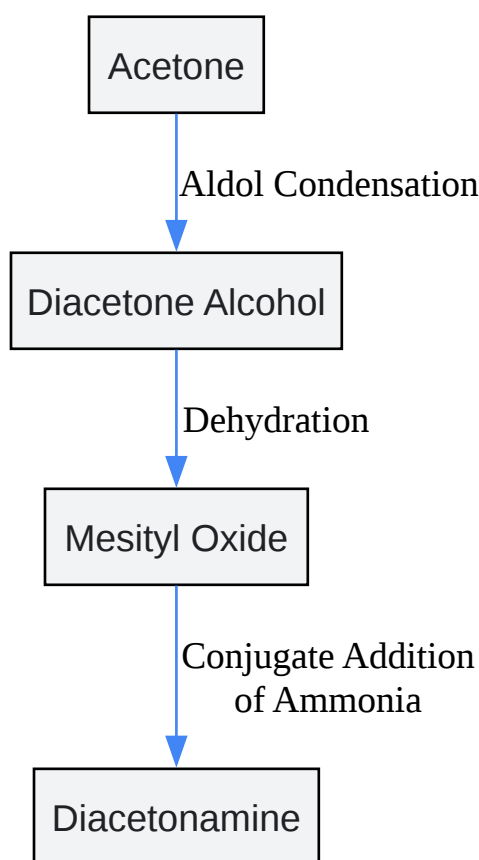 Acetone
Aldol Condensation
Diacetone Alcohol
Dehydration
Mesityl Oxide
Conjugate Addition
of Ammonia
Diacetonamine